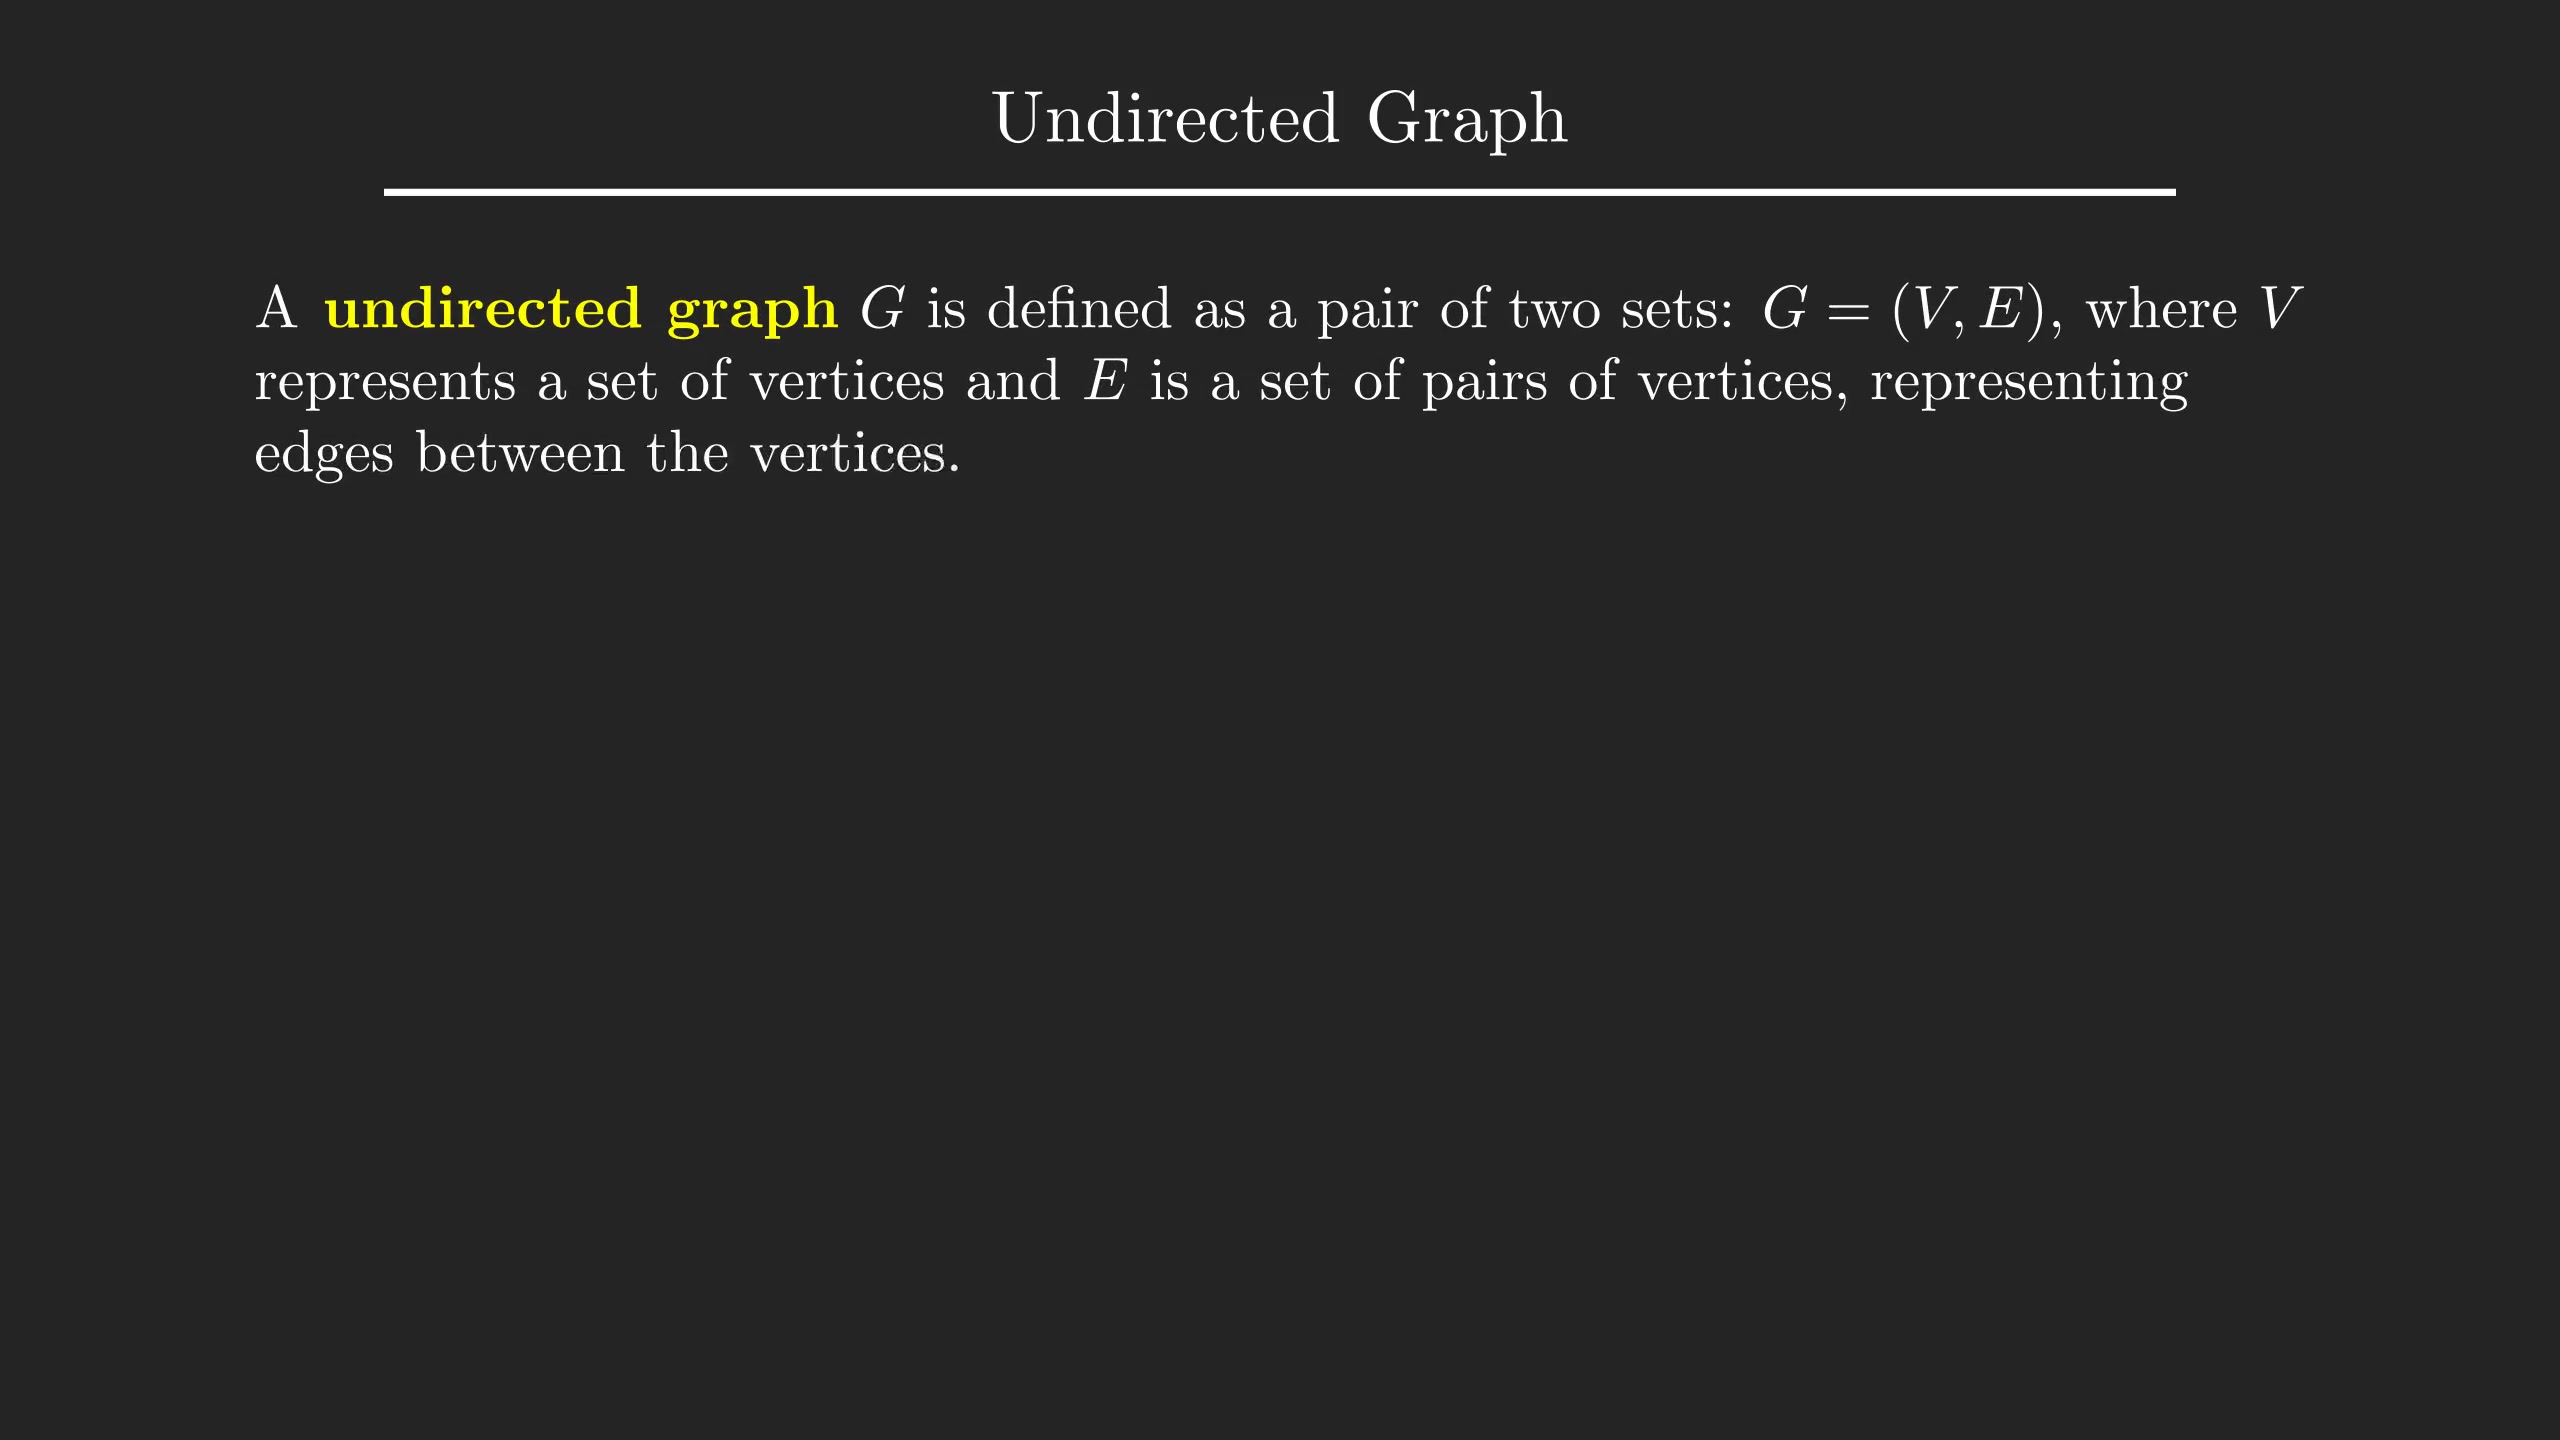 Undirected Graph
A undirected graph G is defined as a pair of two sets: G = (V, E), where V
represents a set of vertices and E is a set of pairs of vertices, representing
edges between the vertices.